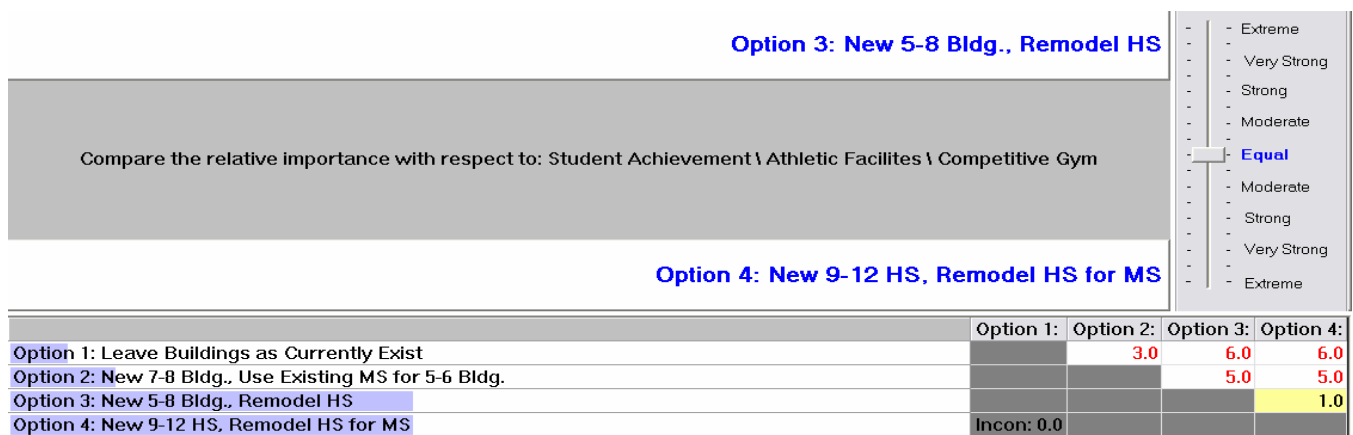 Option 3: New 5-8 Bldg., Remodel HS
Compare the relative importance with respect to: Student Achievement \ Athletic Facilites \ Competitive Gym
Option 4: New 9-12 HS, Remodel HS for MS
Extreme
Very Strong
Strong
Moderate
Equal
Moderate
Strong
Very Strong
Extreme
Option 1: Option 2: Option 3: Option 4:
Option 1: Leave Buildings as Currently Exist 3.0 6.0 6.0
Option 2: New 7-8 Bldg., Use Existing MS for 5-6 Bldg. 5.0 5.0
Option 3: New 5-8 Bldg., Remodel HS 1.0
Option 4: New 9-12 HS, Remodel HS for MS Incon: 0.0